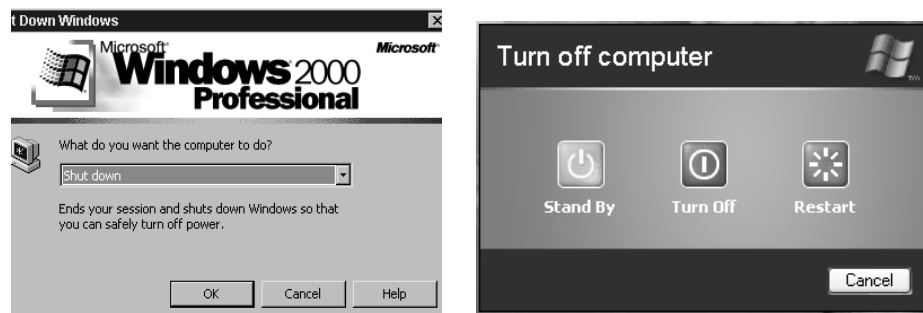 t Down Windows
Microsoft
Windows 2000
Professional
Microsoft
What do you want the computer to do?
Shut down
Ends your session and shuts down Windows so that
you can safely turn off power.
OK Cancel Help
Turn off computer
TM
Stand By Turn Off Restart
Cancel